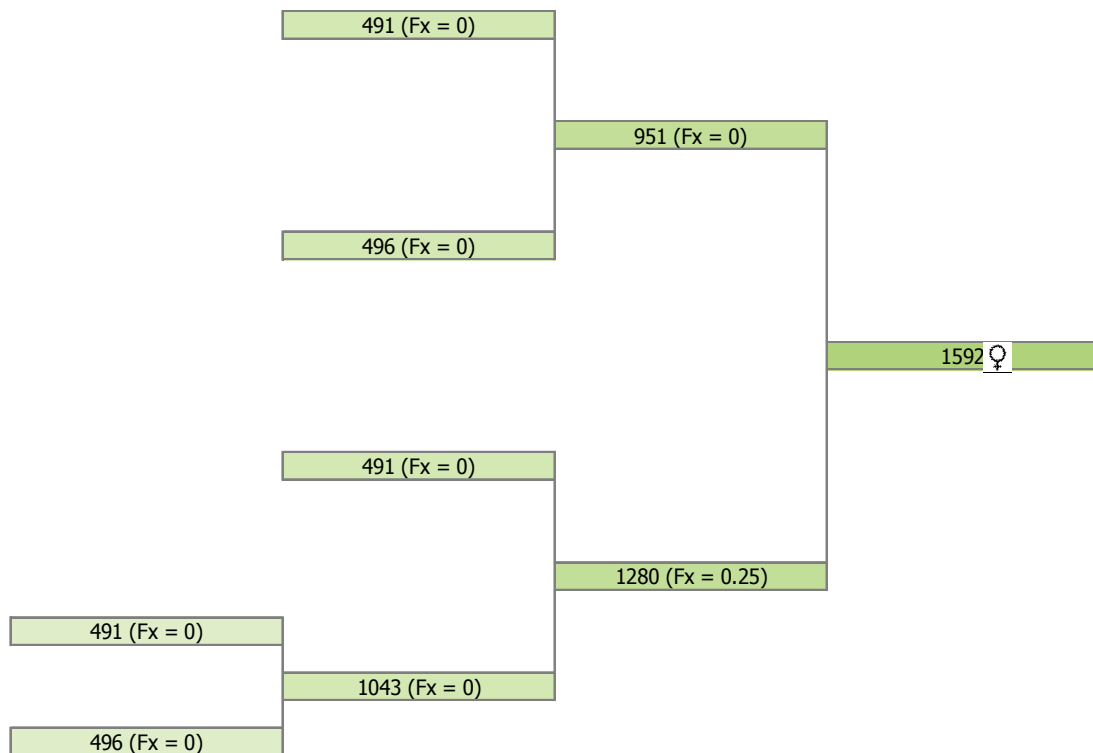 491 (Fx = 0)
951 (Fx = 0)
496 (Fx = 0)
1592 ♀
491 (Fx = 0)
1280 (Fx = 0.25)
491 (Fx = 0)
1043 (Fx = 0)
496 (Fx = 0)